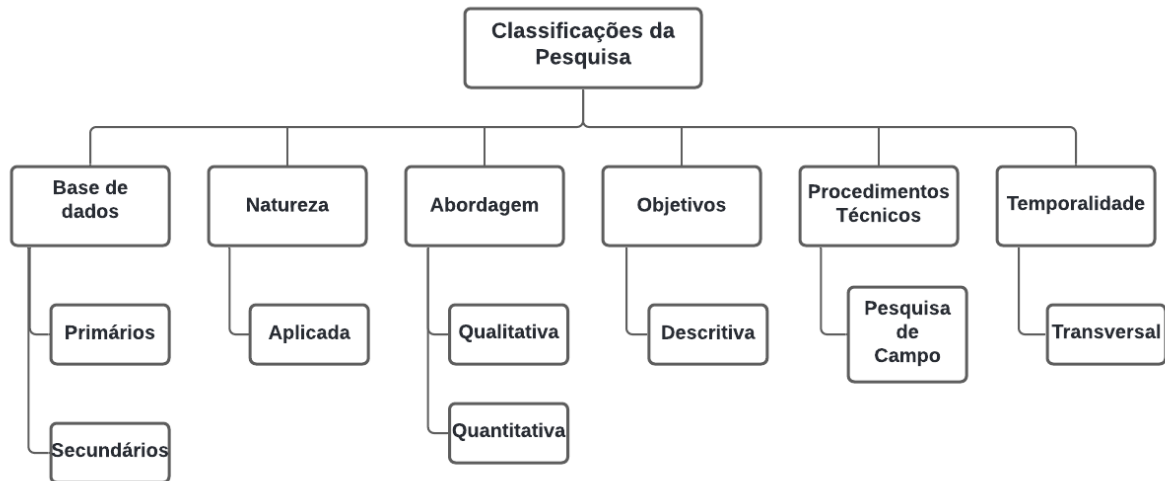 Classificações da
Pesquisa
Base de
dados
Natureza
Abordagem
Objetivos
Procedimentos
Técnicos
Temporalidade
Primários
Aplicada
Qualitativa
Descritiva
Pesquisa
de
Campo
Transversal
Secundários
Quantitativa